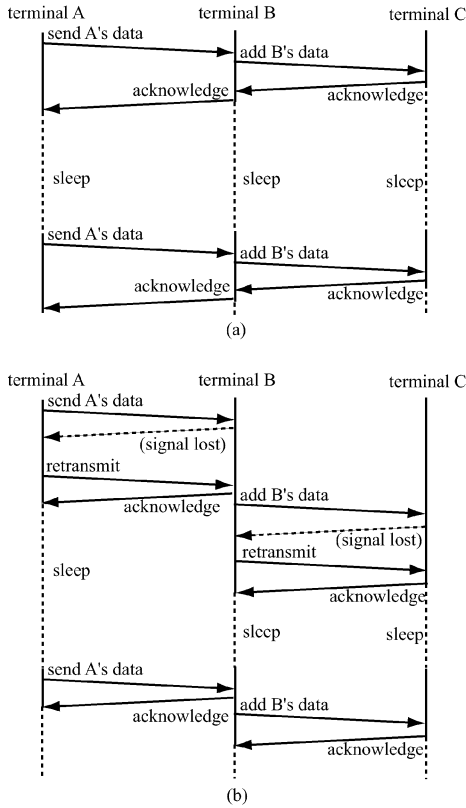 terminal A terminal B terminal C
send A's data
add B's data
acknowledge
acknowledge
sleep sleep sleep
send A's data
add B's data
acknowledge
acknowledge
(a)
terminal A terminal B terminal C
send A's data
(signal lost)
retransmit
acknowledge
add B's data
(signal lost)
retransmit
sleep
acknowledge
sleep sleep
send A's data
add B's data
acknowledge
acknowledge
(b)